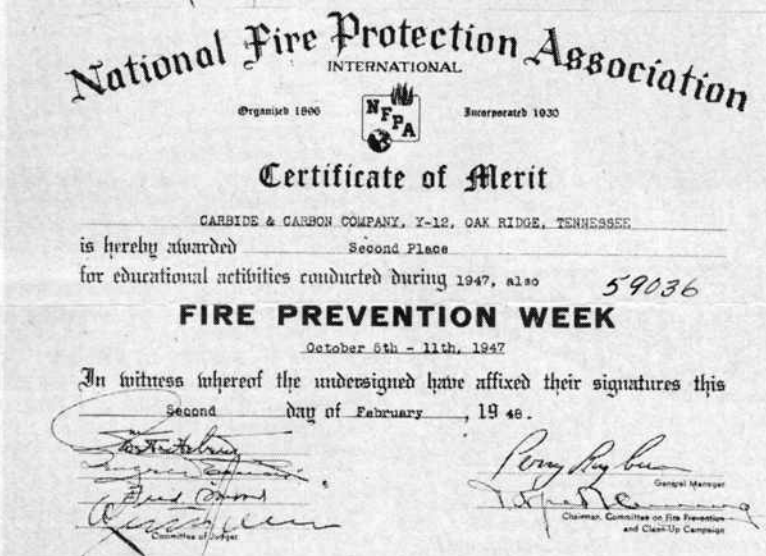 National Fire Protection Association
INTERNATIONAL
Organized 1896
NFPA
Incorporated 1930
Certificate of Merit
CARBIDE & CARBON COMPANY, Y-12, OAK RIDGE, TENNESSEE
is hereby awarded Second Place
for educational activities conducted during 1947, also 59036
FIRE PREVENTION WEEK
October 5th - 11th, 1947
In witness whereof the undersigned have affixed their signatures this
Second day of February, 1948.
Percy Bugbee
General Manager
Chairman, Committee on Fire Prevention
and Clean-Up Campaign
Committee of Judges